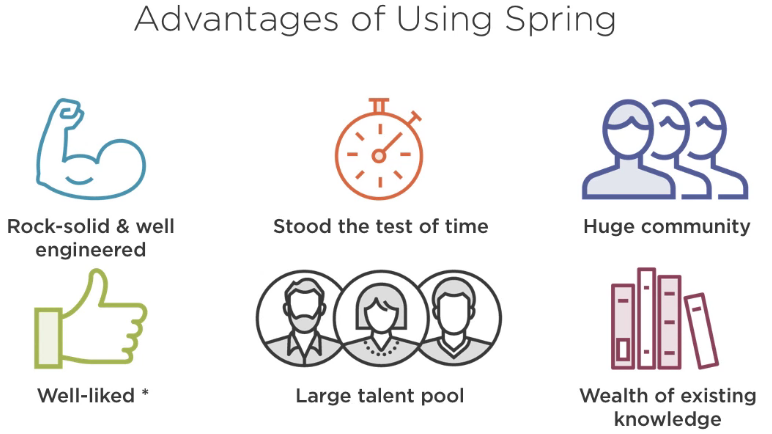 Advantages of Using Spring
Rock-solid & well
engineered
Stood the test of time
Huge community
Well-liked *
Large talent pool
Wealth of existing
knowledge